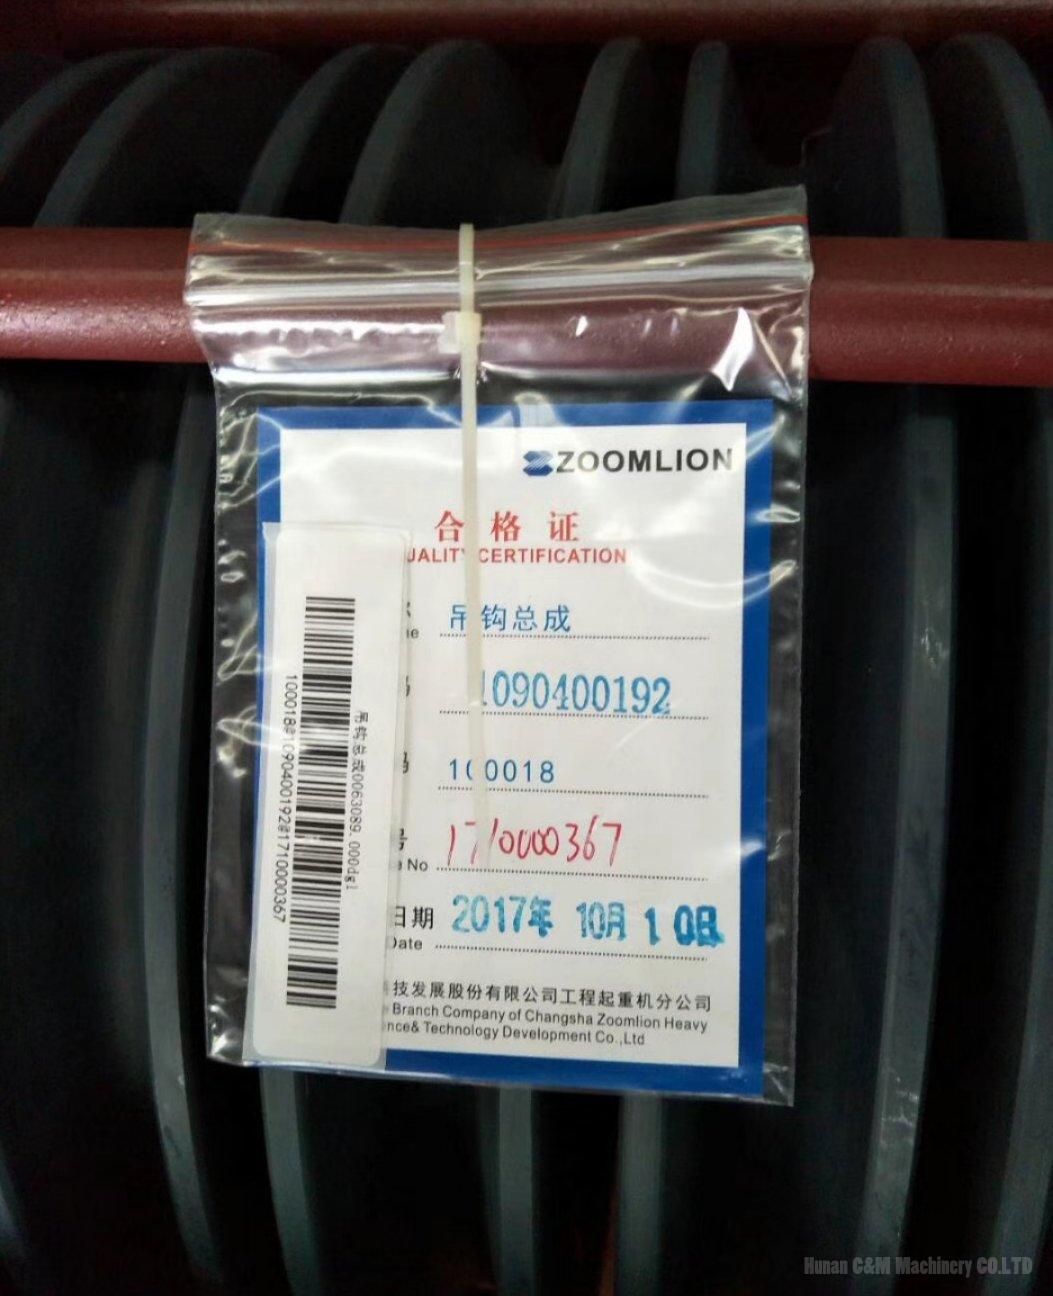 ZOOMLION
合格证
UALITY CERTIFICATION
吊钩总成
1090400192
100018
号 1710000367
No
日期 2017年 10月 10日
Date
技发展股份有限公司工程起重机分公司
Branch Company of Changsha Zoomlion Heavy
nce& Technology Development Co.,Ltd
吊钩总成0063089.000dgl
100018@1090400192@1710000367
Hunan C&M Machinery CO.LTD